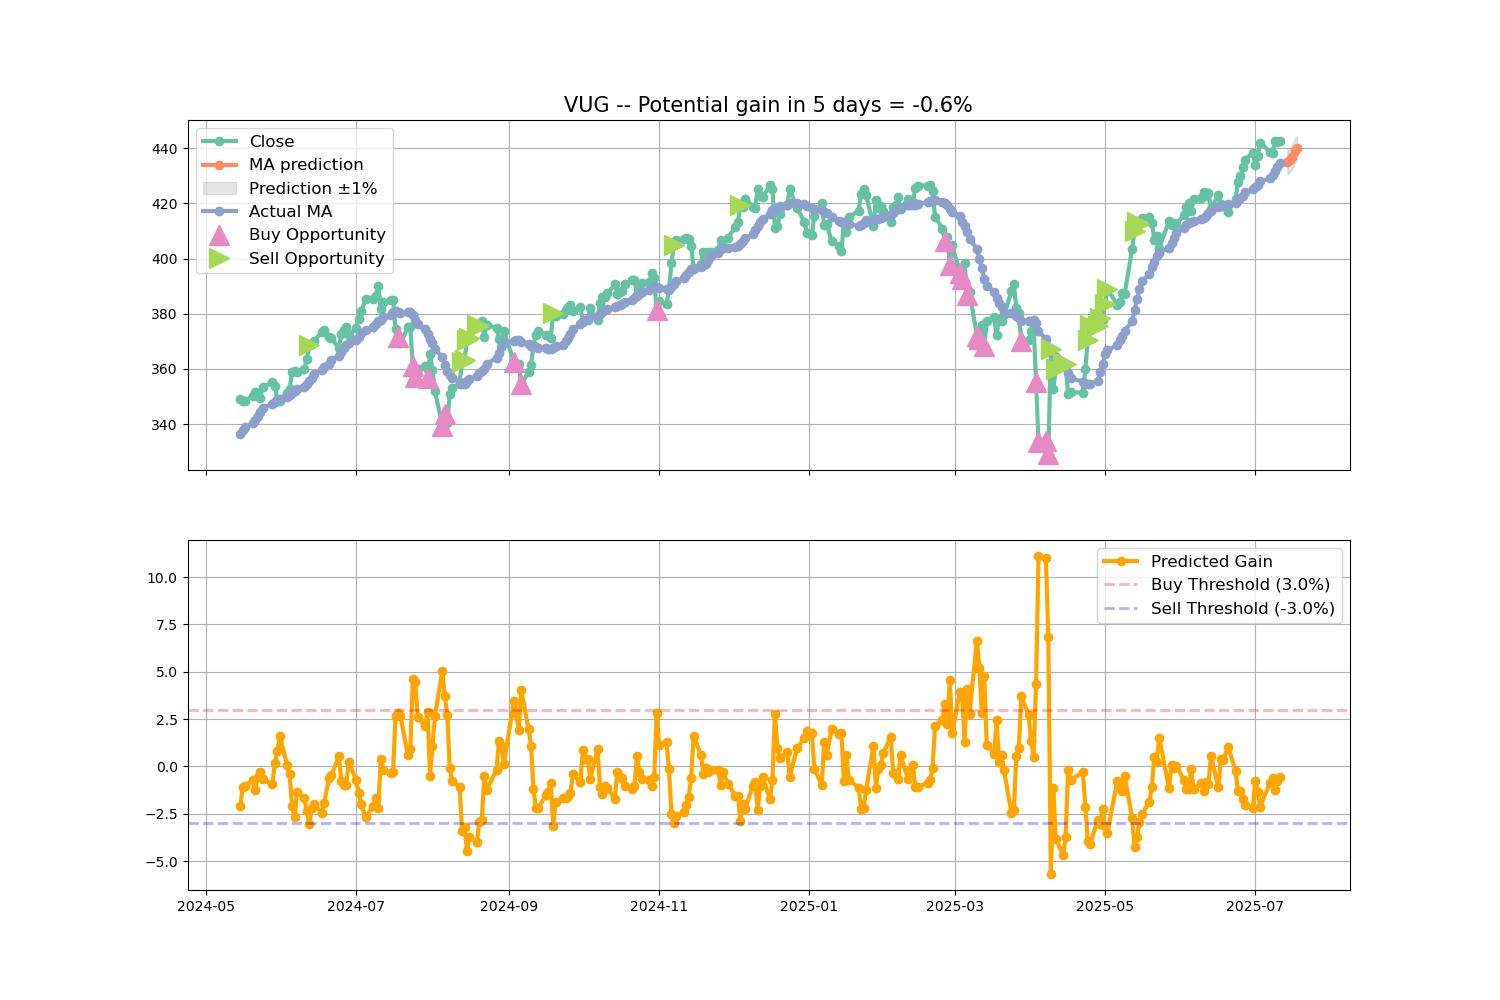 VUG -- Potential gain in 5 days = -0.6%
Close
MA prediction
Prediction ±1%
Actual MA
Buy Opportunity
Sell Opportunity
440
420
400
380
360
340
Predicted Gain
Buy Threshold (3.0%)
Sell Threshold (-3.0%)
10.0
7.5
5.0
2.5
0.0
−2.5
−5.0
2024-05 2024-07 2024-09 2024-11 2025-01 2025-03 2025-05 2025-07